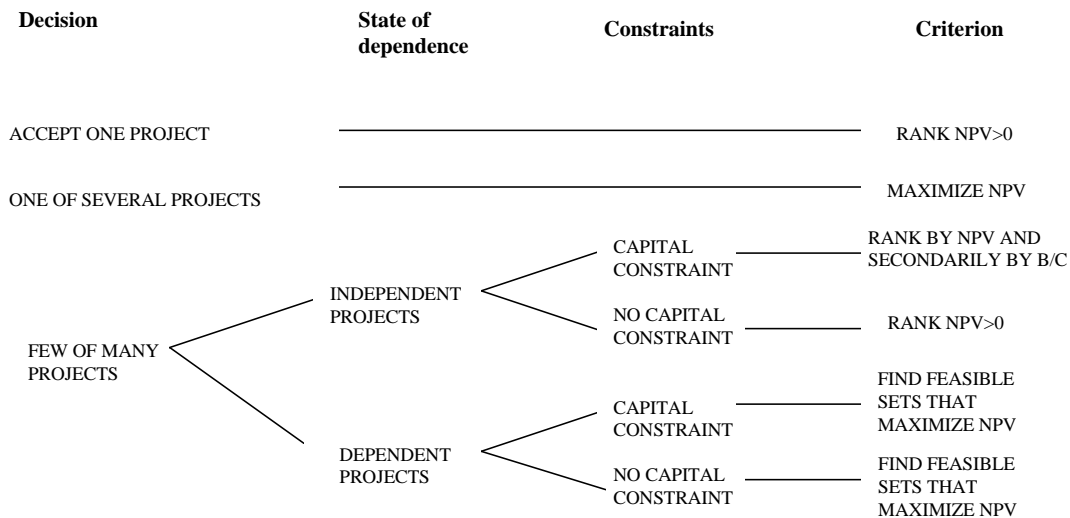 Decision
State of
dependence
Constraints
Criterion
ACCEPT ONE PROJECT
RANK NPV>0
ONE OF SEVERAL PROJECTS
MAXIMIZE NPV
FEW OF MANY
PROJECTS
INDEPENDENT
PROJECTS
CAPITAL
CONSTRAINT
RANK BY NPV AND
SECONDARILY BY B/C
NO CAPITAL
CONSTRAINT
RANK NPV>0
DEPENDENT
PROJECTS
CAPITAL
CONSTRAINT
FIND FEASIBLE
SETS THAT
MAXIMIZE NPV
NO CAPITAL
CONSTRAINT
FIND FEASIBLE
SETS THAT
MAXIMIZE NPV